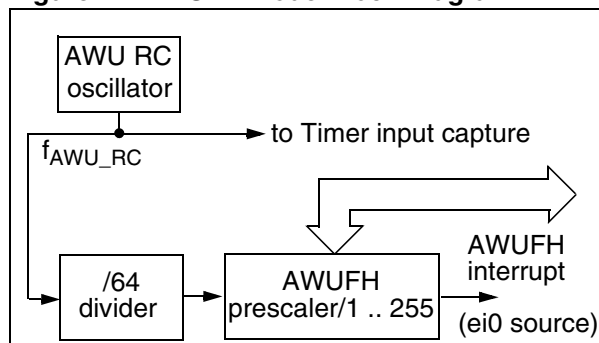 AWU RC
oscillator
to Timer input capture
fAWU_RC
AWUFH
interrupt
/64
divider
AWUFH
prescaler/1 .. 255
(ei0 source)